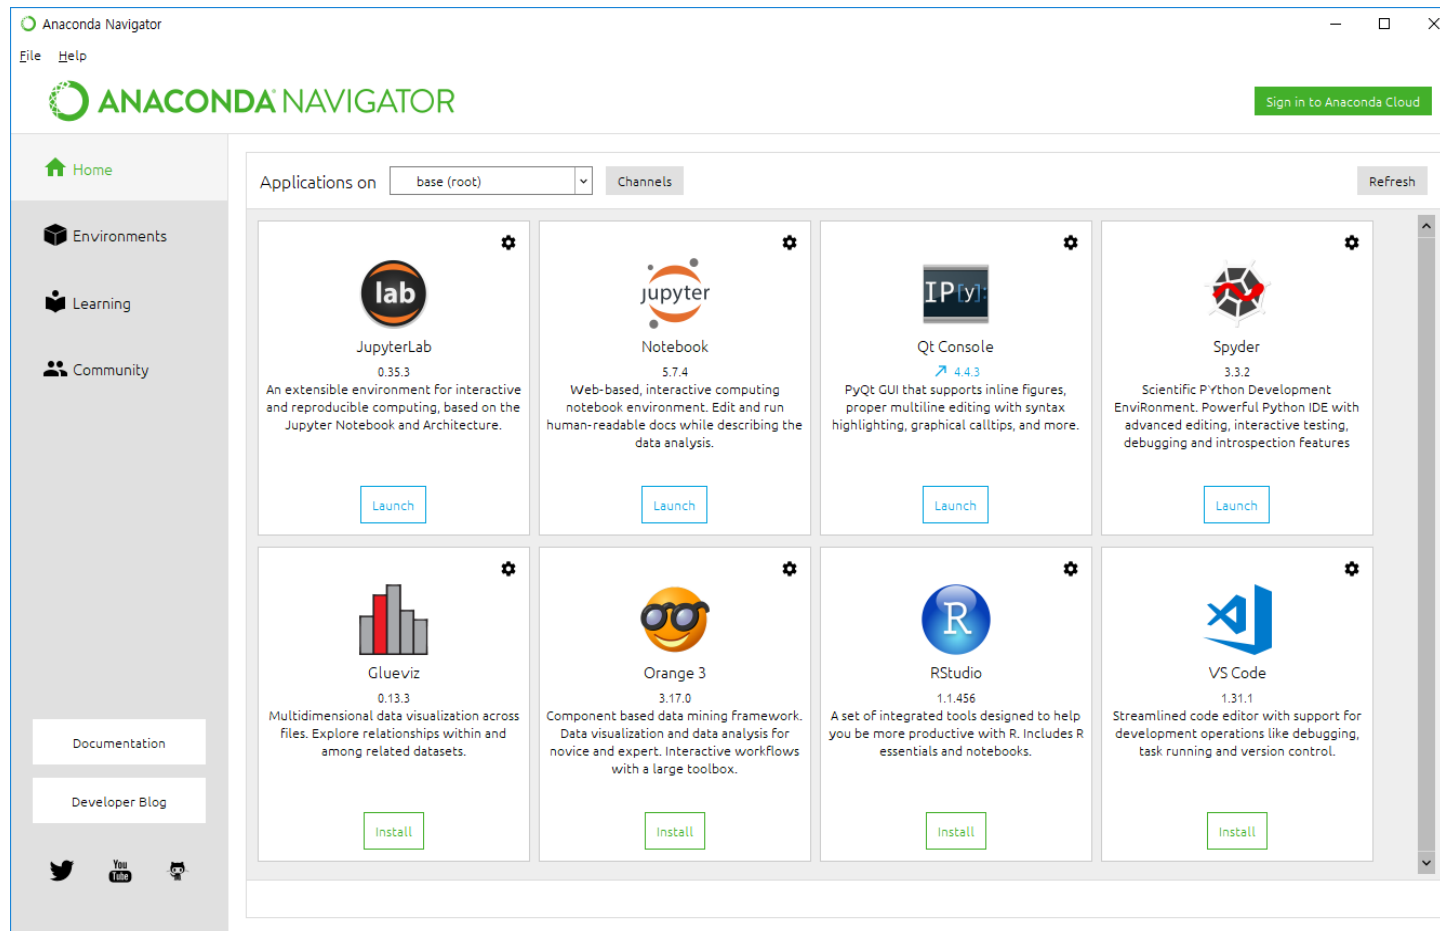 Anaconda Navigator
File Help
ANACONDA NAVIGATOR
Sign in to Anaconda Cloud
Home
Environments
Learning
Community
Documentation
Developer Blog
You
Tube
Applications on base (root) Channels Refresh
lab
JupyterLab
0.35.3
An extensible environment for interactive
and reproducible computing, based on the
Jupyter Notebook and Architecture.
Launch
jupyter
Notebook
5.7.4
Web-based, interactive computing
notebook environment. Edit and run
human-readable docs while describing the
data analysis.
Launch
IP[y]:
Qt Console
4.4.3
PyQt GUI that supports inline figures,
proper multiline editing with syntax
highlighting, graphical calltips, and more.
Launch
Spyder
3.3.2
Scientific PYthon Development
EnviRonment. Powerful Python IDE with
advanced editing, interactive testing,
debugging and introspection features
Launch
Glueviz
0.13.3
Multidimensional data visualization across
files. Explore relationships within and
among related datasets.
Install
Orange 3
3.17.0
Component based data mining framework.
Data visualization and data analysis for
novice and expert. Interactive workflows
with a large toolbox.
Install
R
RStudio
1.1.456
A set of integrated tools designed to help
you be more productive with R. Includes R
essentials and notebooks.
Install
VS Code
1.31.1
Streamlined code editor with support for
development operations like debugging,
task running and version control.
Install